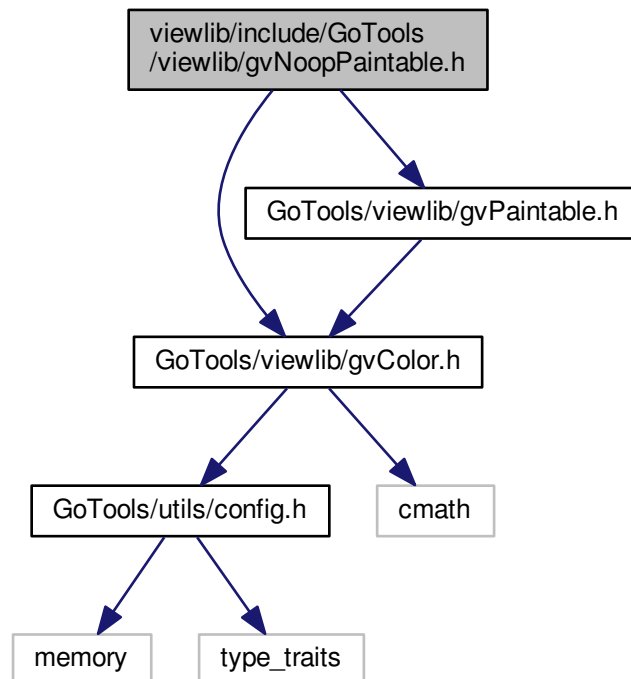 viewlib/include/GoTools
/viewlib/gvNoopPaintable.h
GoTools/viewlib/gvPaintable.h
GoTools/viewlib/gvColor.h
GoTools/utils/config.h
cmath
memory
type_traits